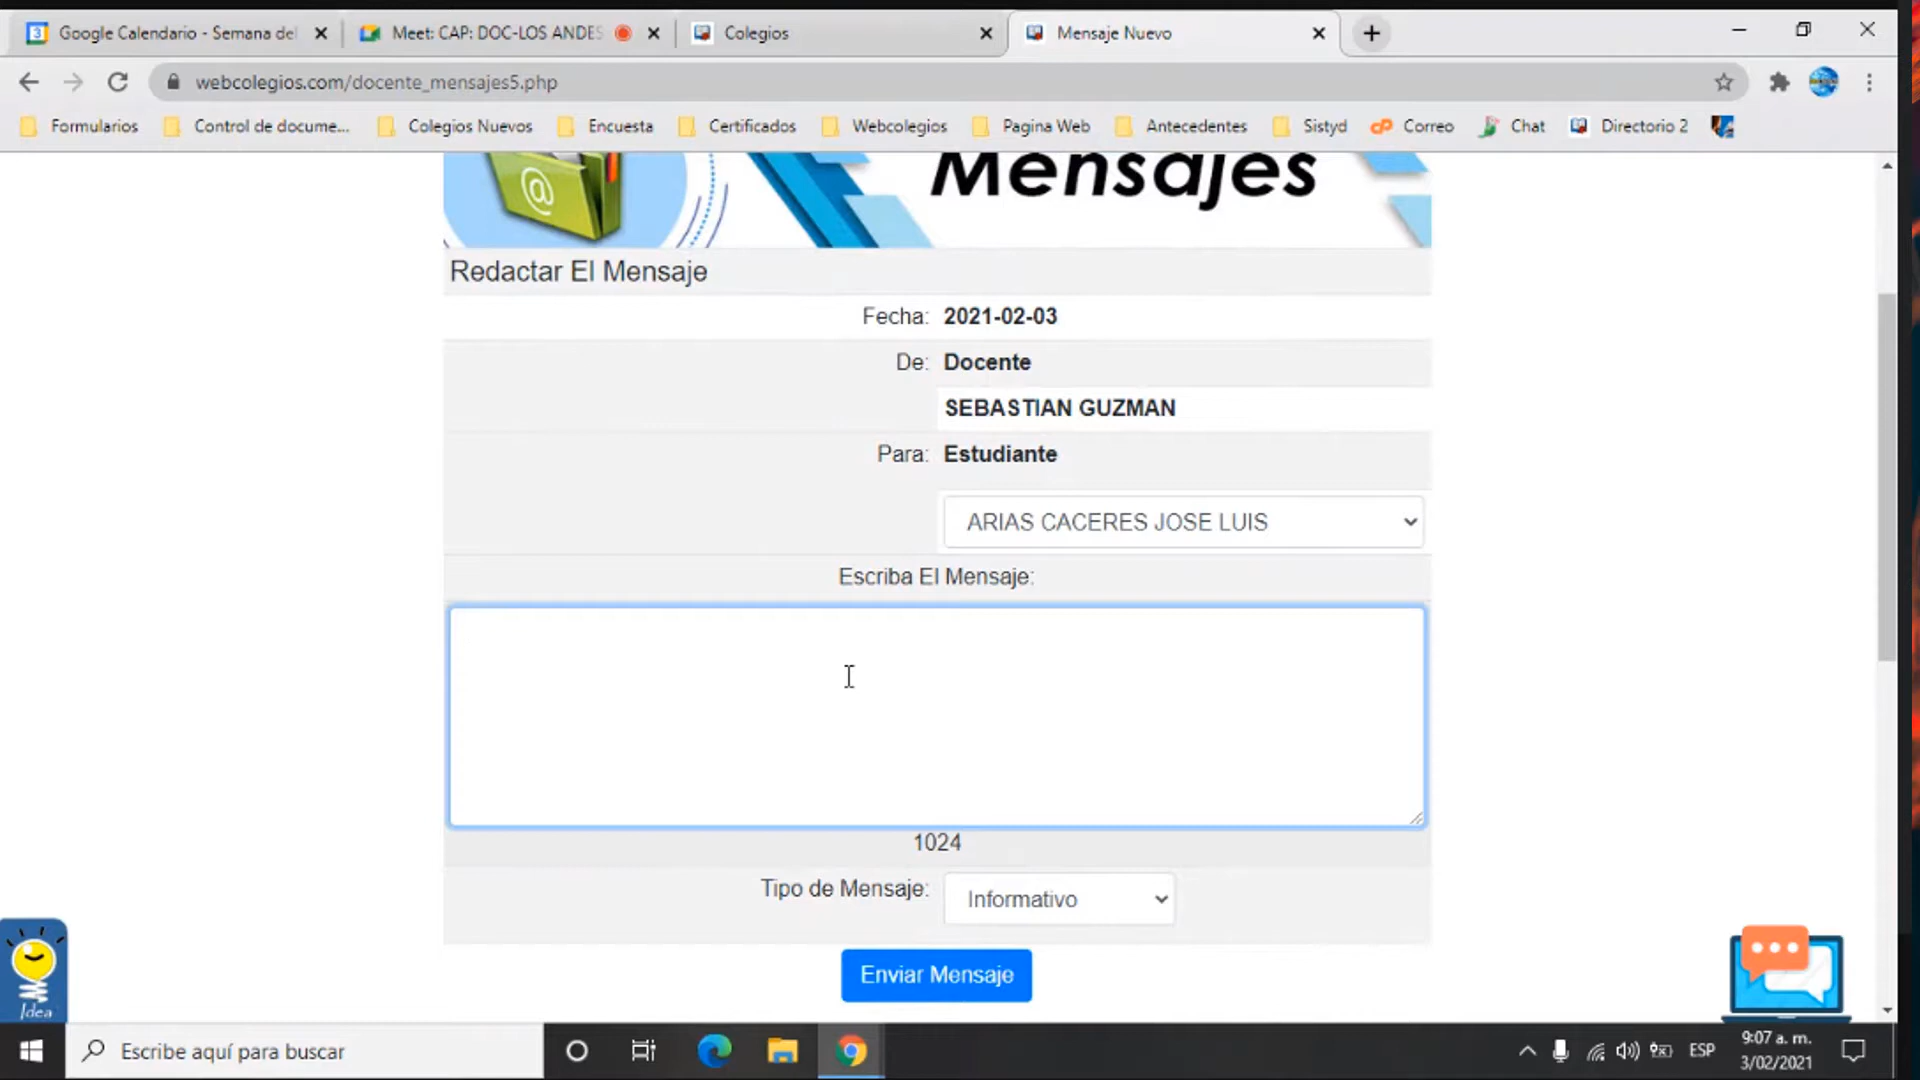 Google Calendario - Semana del
Meet: CAP: DOC-LOS ANDES
Colegios
Mensaje Nuevo
webcolegios.com/docente_mensajes5.php
Formularios
Control de docume...
Colegios Nuevos
Encuesta
Certificados
Webcolegios
Pagina Web
Antecedentes
Sistyd
Correo
Chat
Directorio 2
Mensajes
Redactar El Mensaje
Fecha: 2021-02-03
De: Docente
SEBASTIAN GUZMAN
Para: Estudiante
ARIAS CACERES JOSE LUIS
Escriba El Mensaje:
1024
Tipo de Mensaje: Informativo
Enviar Mensaje
Idea
Escribe aquí para buscar
ESP
9:07 a. m.
3/02/2021